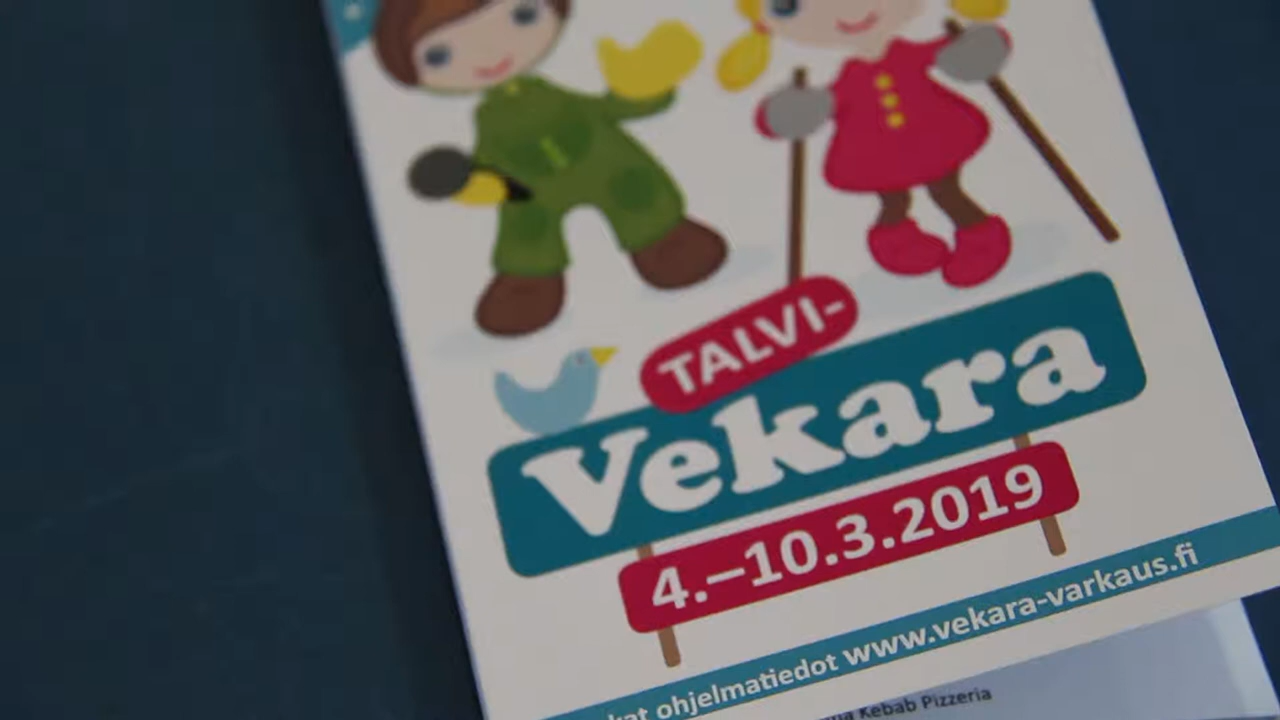 TALVI-
Vekara
4.–10.3.2019
ohjelmatiedot www.vekara-varkaus.fi
Kebab Pizzeria